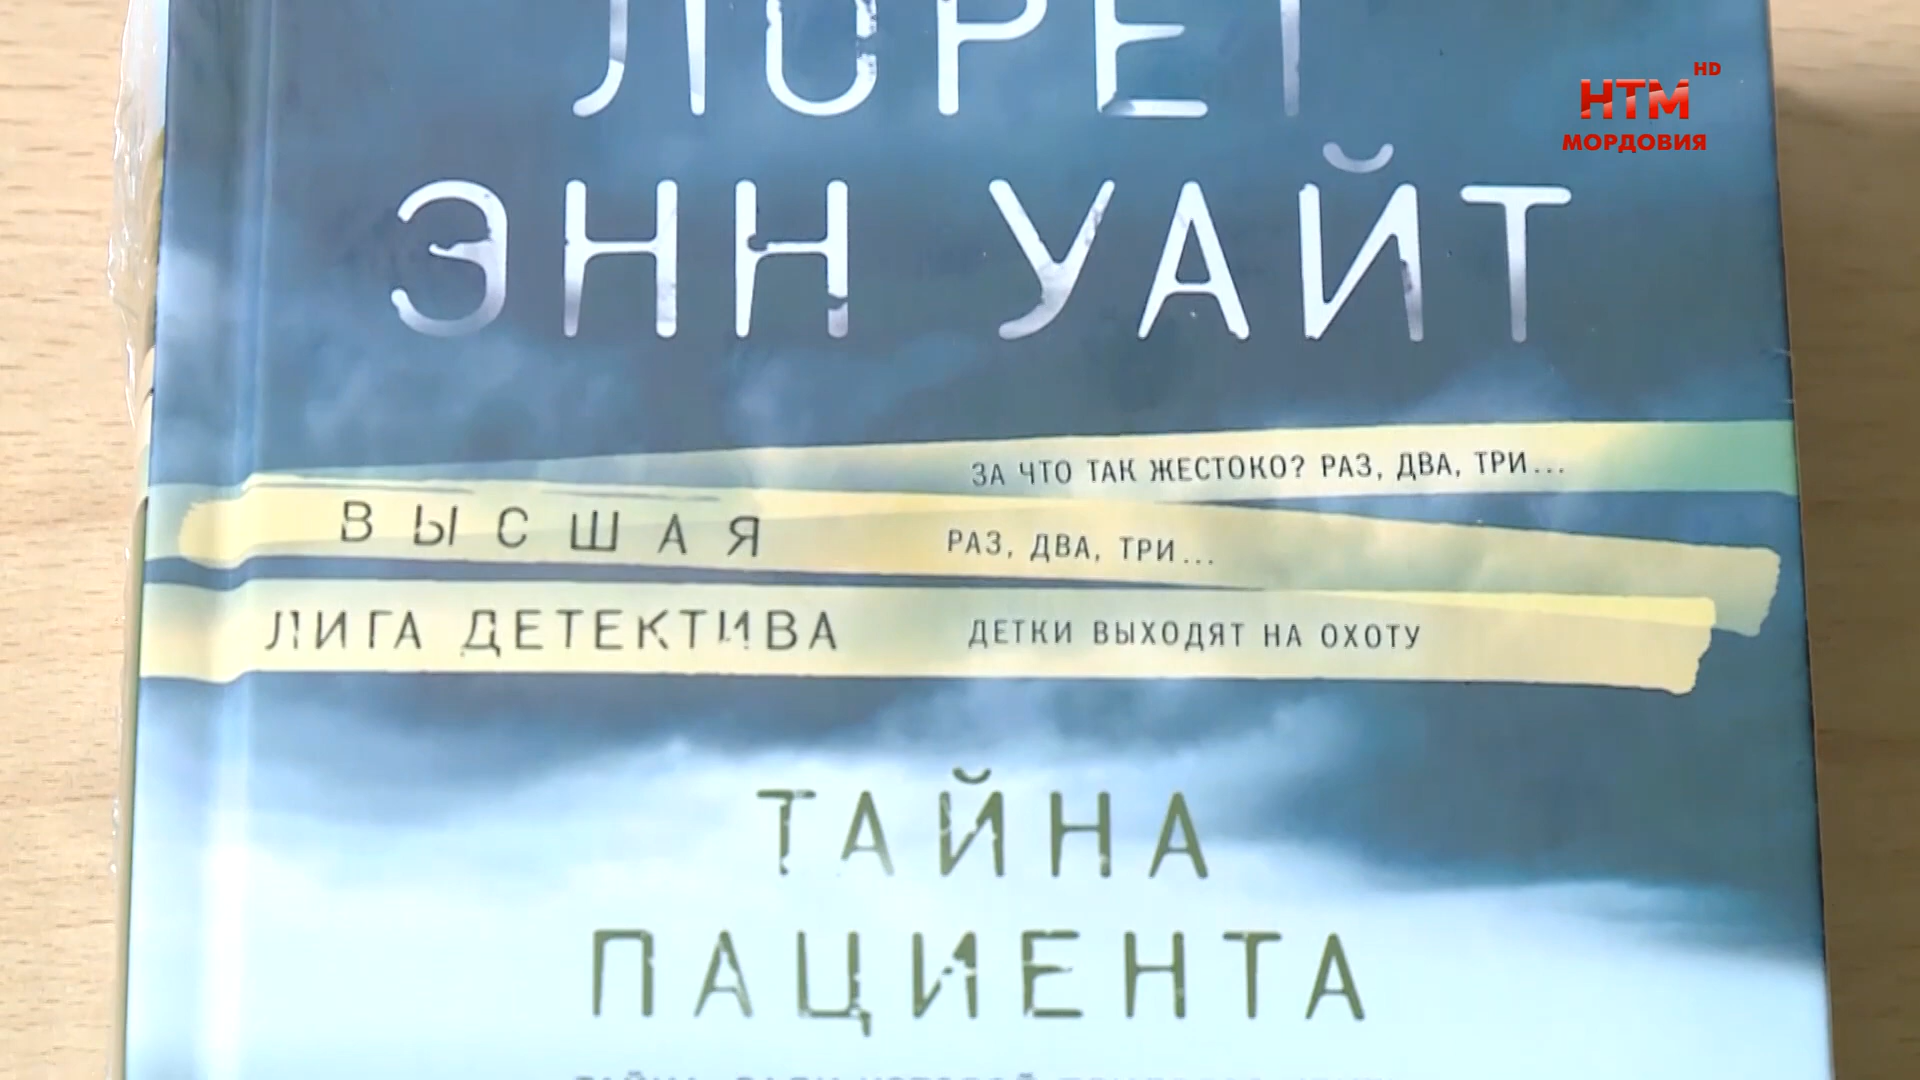 ЛОРЕТ
ЭНН УАЙТ
HD
НТМ
МОРДОВИЯ
ЗА ЧТО ТАК ЖЕСТОКО? РАЗ, ДВА, ТРИ...
ВЫСШАЯ
РАЗ, ДВА, ТРИ...
ЛИГА ДЕТЕКТИВА
ДЕТКИ ВЫХОДЯТ НА ОХОТУ
ТАЙНА
ПАЦИЕНТА